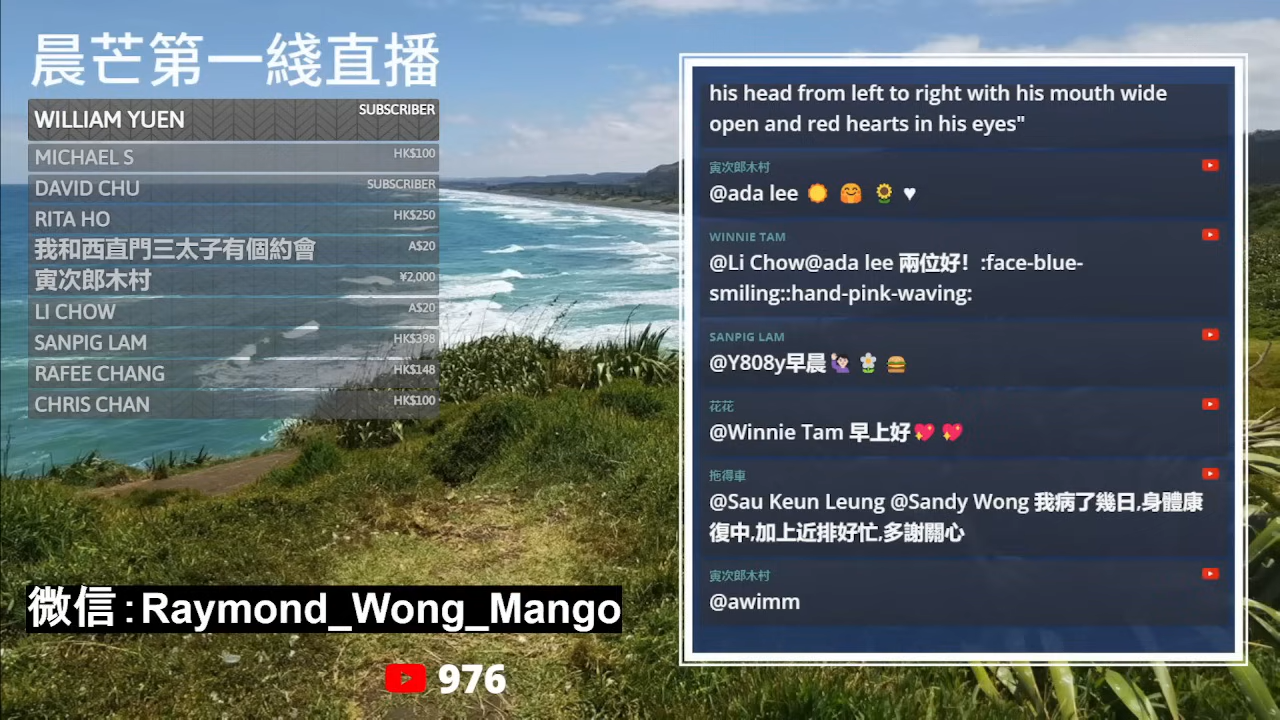 晨芒第一綫直播
WILLIAM YUEN SUBSCRIBER
MICHAEL S HK$100
DAVID CHU SUBSCRIBER
RITA HO HK$250
我和西直門三太子有個約會 A$20
寅次郎木村 ¥2,000
LI CHOW A$20
SANPIG LAM HK$398
RAFEE CHANG HK$148
CHRIS CHAN HK$100
微信:Raymond_Wong_Mango
976
his head from left to right with his mouth wide
open and red hearts in his eyes"
寅次郎木村
@ada lee 🌞 🤗 🌻 ♥
WINNIE TAM
@Li Chow@ada lee 兩位好！:face-blue-
smiling::hand-pink-waving:
SANPIG LAM
@Y808y早晨🙋🏻‍♀️ 🌼 🍔
花花
@Winnie Tam 早上好💖 💖
拖得車
@Sau Keun Leung @Sandy Wong 我病了幾日,身體康
復中,加上近排好忙,多謝關心
寅次郎木村
@awimm